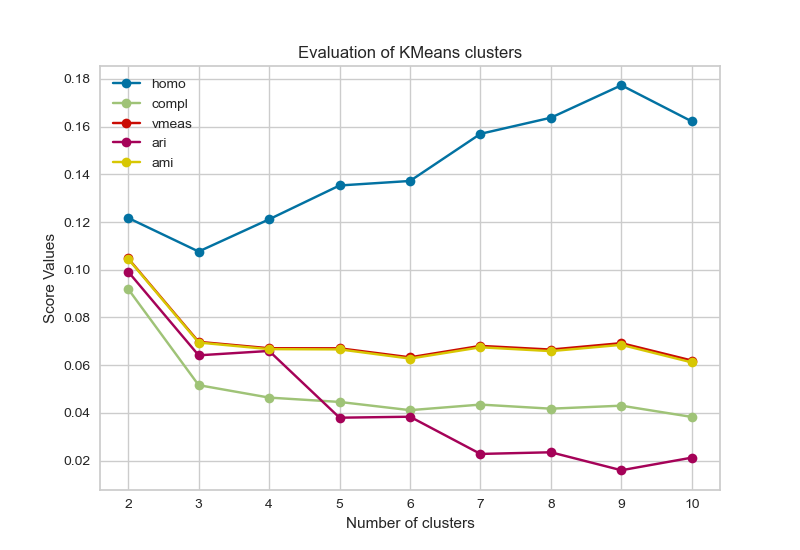 Evaluation of KMeans clusters
homo
compl
vmeas
ari
ami
Score Values
0.18
0.16
0.14
0.12
0.10
0.08
0.06
0.04
0.02
2 3 4 5 6 7 8 9 10
Number of clusters